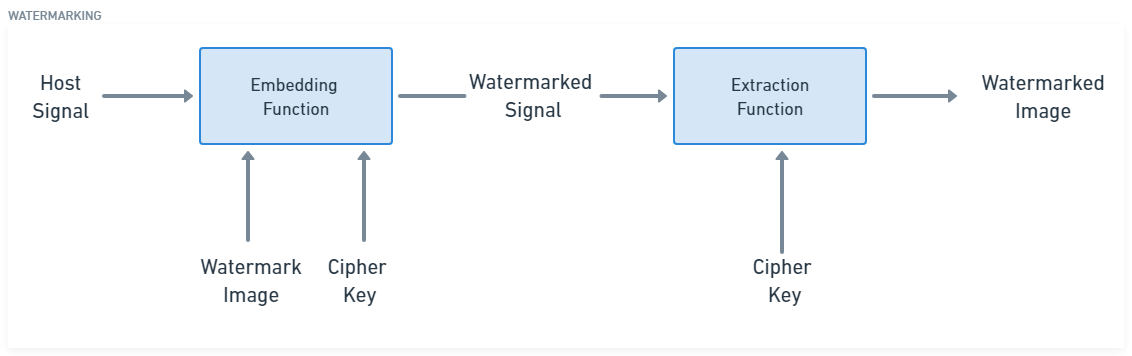 WATERMARKING
Host
Signal
Embedding
Function
Watermarked
Signal
Extraction
Function
Watermarked
Image
Watermark
Image
Cipher
Key
Cipher
Key